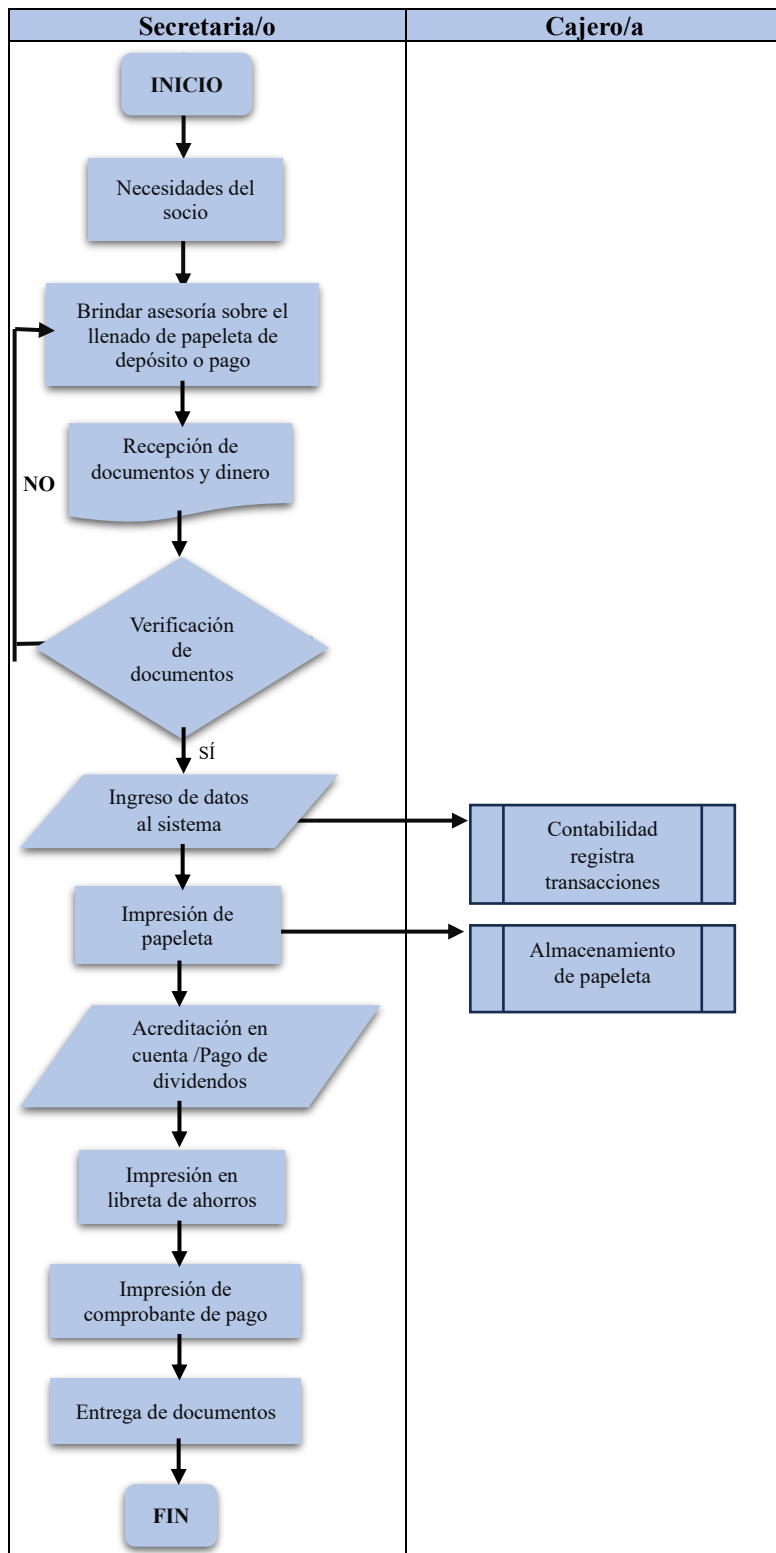 Secretaria/o
Cajero/a
INICIO
Necesidades del
socio
Brindar asesoría sobre el
llenado de papeleta de
depósito o pago
Recepción de
documentos y dinero
NO
Verificación
de
documentos
SÍ
Ingreso de datos
al sistema
Contabilidad
registra
transacciones
Impresión de
papeleta
Almacenamiento
de papeleta
Acreditación en
cuenta /Pago de
dividendos
Impresión en
libreta de ahorros
Impresión de
comprobante de pago
Entrega de documentos
FIN